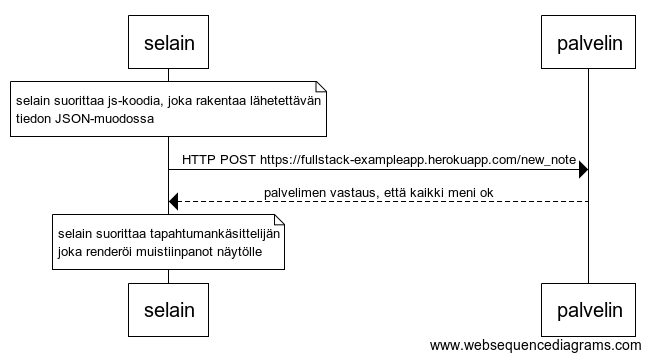 selain
palvelin
selain suorittaa js-koodia, joka rakentaa lähetettävän
tiedon JSON-muodossa
HTTP POST https://fullstack-exampleapp.herokuapp.com/new_note
palvelimen vastaus, että kaikki meni ok
selain suorittaa tapahtumankäsittelijän
joka renderöi muistiinpanot näytölle
selain
palvelin
www.websequencediagrams.com